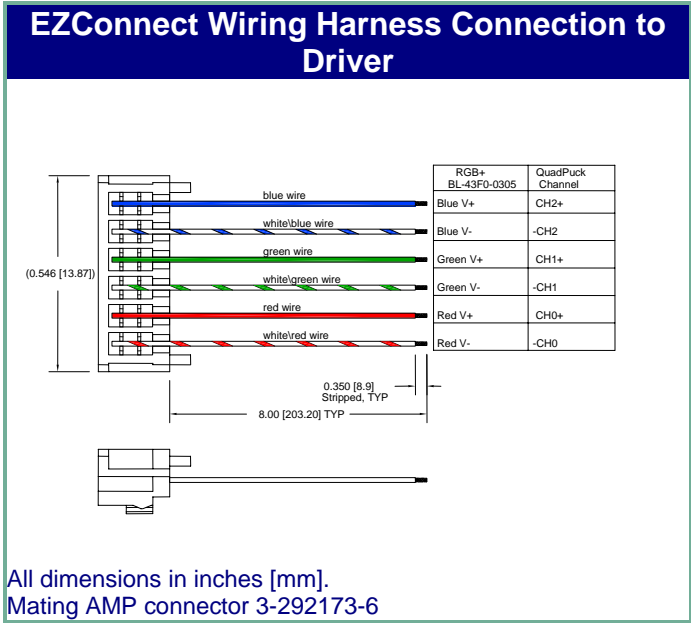 EZConnect Wiring Harness Connection to
Driver
RGB+ QuadPuck
BL-43F0-0305 Channel
blue wire
Blue V+ CH2+
white\blue wire
Blue V- -CH2
green wire
Green V+ CH1+
(0.546 [13.87])
white\green wire
Green V- -CH1
red wire
Red V+ CH0+
white\red wire
Red V- -CH0
0.350 [8.9]
Stripped, TYP
8.00 [203.20] TYP
All dimensions in inches [mm].
Mating AMP connector 3-292173-6